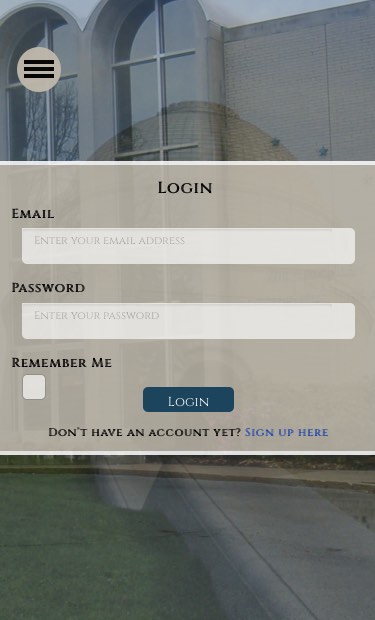 Login
Email
Enter your email address
Password
Enter your password
Remember Me
Login
Don't have an account yet? Sign up here